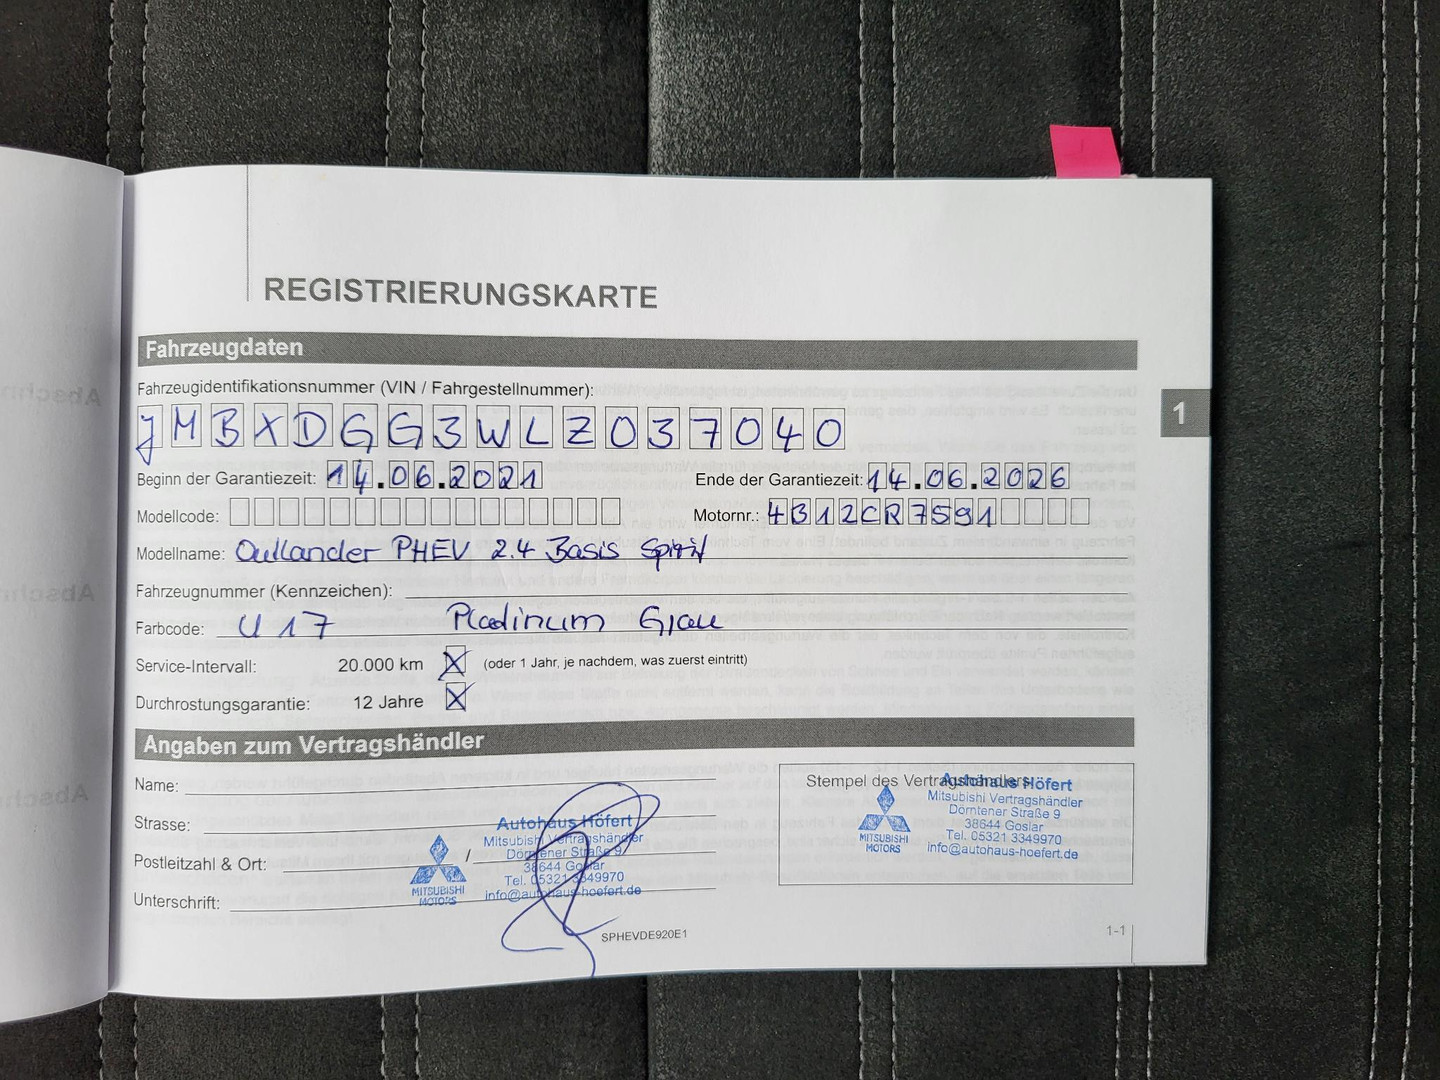 REGISTRIERUNGSKARTE
Fahrzeugdaten
Fahrzeugidentifikationsnummer (VIN / Fahrgestellnummer):
JMBXDGG3WLZ037040
Beginn der Garantiezeit: 14.06.2021 Ende der Garantiezeit: 14.06.2026
Modellcode: Motornr.: 4B12CR7591
Modellname: Outlander PHEV 2.4 Basis Spirit
Fahrzeugnummer (Kennzeichen):
Farbcode: U17 Platinum Grau
Service-Intervall: 20.000 km X (oder 1 Jahr, je nachdem, was zuerst eintritt)
Durchrostungsgarantie: 12 Jahre X
1
Angaben zum Vertragshändler
Name:
Strasse:
Postleitzahl & Ort: /
Unterschrift:
MITSUBISHI
MOTORS
Autohaus Höfert
Mitsubishi Vertragshändler
Dörntener Straße 9
38644 Goslar
Tel. 05321 3349970
info@autohaus-hoefert.de
Stempel des Vertragshändlers
MITSUBISHI
MOTORS
Autohaus Höfert
Mitsubishi Vertragshändler
Dörntener Straße 9
38644 Goslar
Tel. 05321 3349970
info@autohaus-hoefert.de
SPHEVDE920E1
1-1